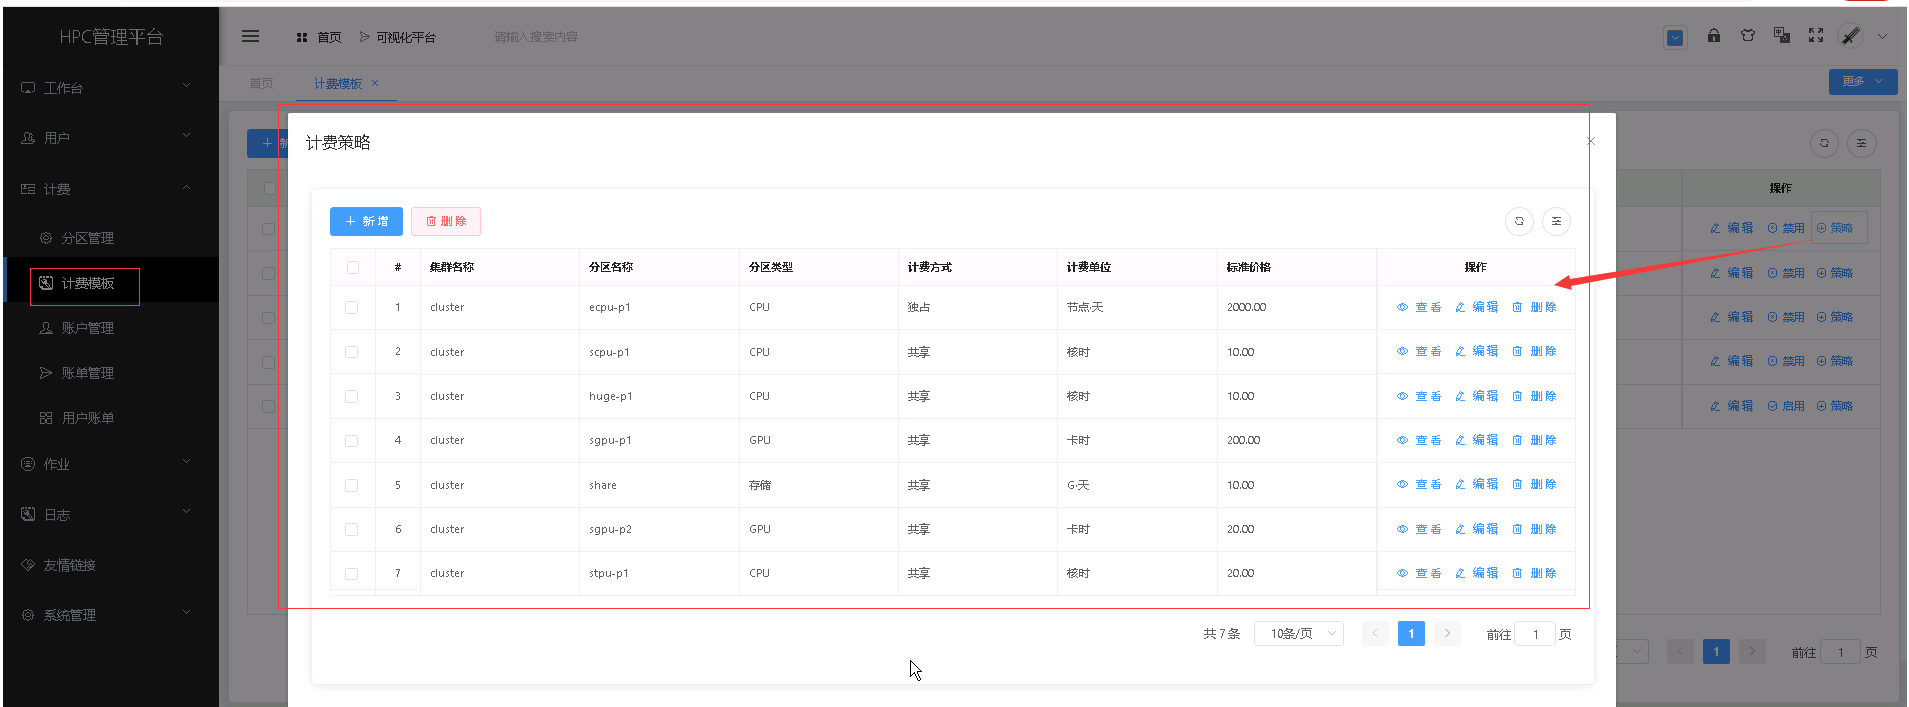 HPC管理平台
首页
可视化平台
请输入搜索内容
首页
计费模板
更多
工作台
用户
计费
分区管理
计费模板
账户管理
账单管理
用户账单
作业
日志
友情链接
系统管理
计费策略
新增
删除
# 集群名称 分区名称 分区类型 计费方式 计费单位 标准价格 操作
1 cluster ecpu-p1 CPU 独占 节点·天 2000.00 查看 编辑 删除
2 cluster scpu-p1 CPU 共享 核时 10.00 查看 编辑 删除
3 cluster huge-p1 CPU 共享 核时 10.00 查看 编辑 删除
4 cluster sgpu-p1 GPU 共享 卡时 200.00 查看 编辑 删除
5 cluster share 存储 共享 G·天 10.00 查看 编辑 删除
6 cluster sgpu-p2 GPU 共享 卡时 20.00 查看 编辑 删除
7 cluster stpu-p1 CPU 共享 核时 20.00 查看 编辑 删除
共 7 条 10条/页 1 前往 1 页
操作
编辑 禁用 策略
编辑 禁用 策略
编辑 禁用 策略
编辑 禁用 策略
编辑 启用 策略
1 前往 1 页